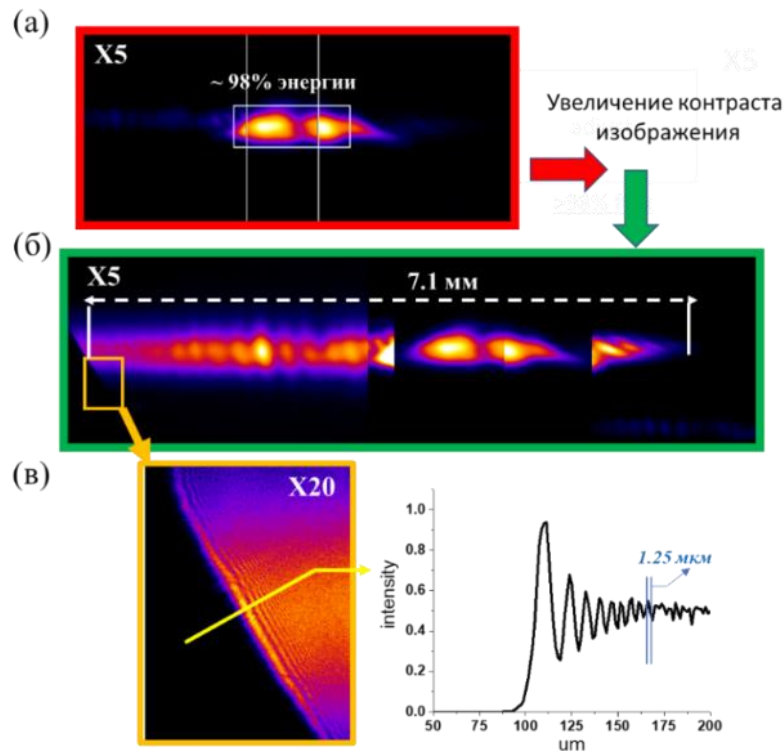 (а)
X5
~ 98% энергии
Увеличение контраста
изображения
(б)
X5
7.1 мм
(в)
X20
1.0
0.8
0.6
0.4
0.2
0.0
intensity
1.25 мкм
50 75 100 125 150 175 200
um